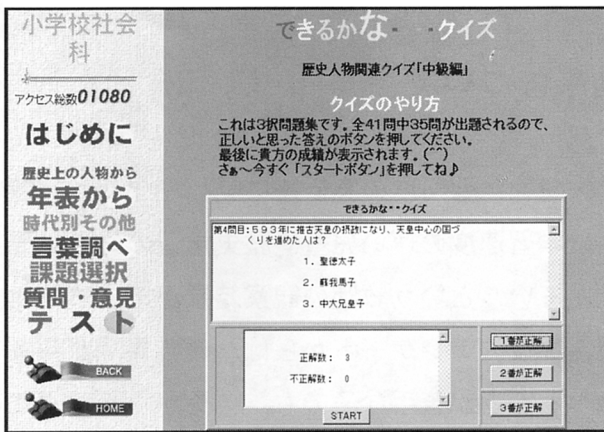 小学校社会
科
アクセス総数01080
はじめに
歴史上の人物から
年表から
時代別その他
言葉調べ
課題選択
質問・意見
テスト
BACK
HOME
できるかな・・・クイズ
歴史人物関連クイズ「中級編」
クイズのやり方
これは3択問題集です。全41問中35問が出題されるので、
正しいと思った答えのボタンを押してください。
最後に貴方の成績が表示されます。(^^)
さぁ～今すぐ「スタートボタン」を押してね♪
できるかな・・クイズ
第4問目:593年に推古天皇の摂政になり、天皇中心の国づ
くりを進めた人は?
1. 聖徳太子
2. 蘇我馬子
3. 中大兄皇子
正解数: 3
不正解数: 0
START
1番が正解
2番が正解
3番が正解